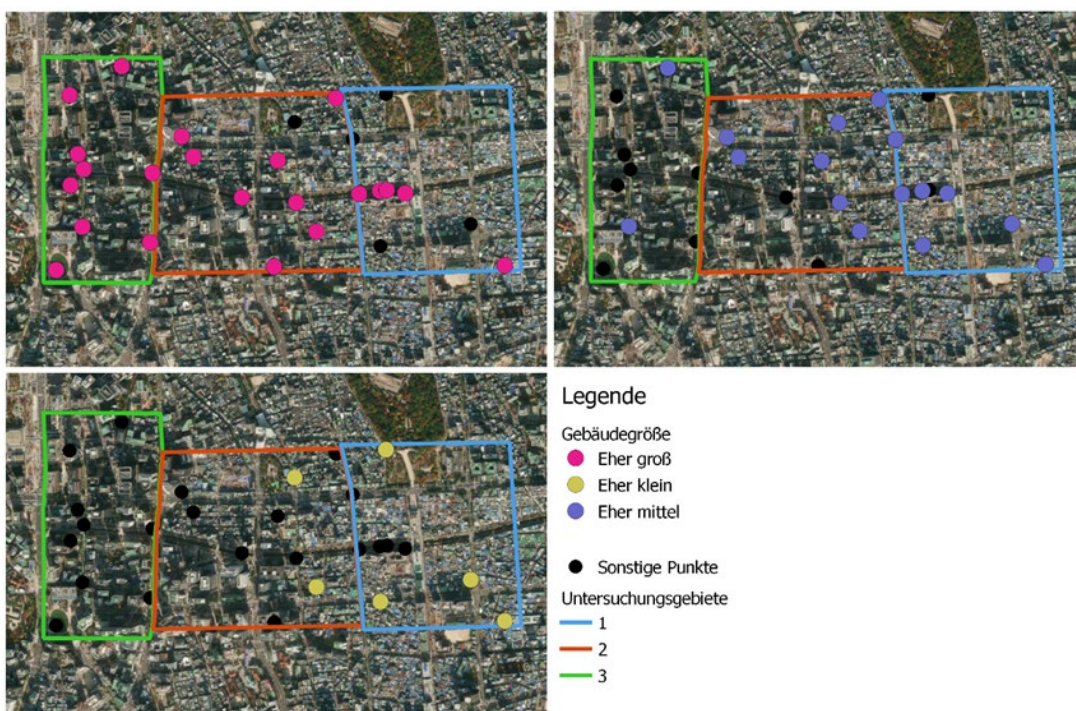 Legende
Gebäudegröße
Eher groß
Eher klein
Eher mittel
Sonstige Punkte
Untersuchungsgebiete
1
2
3